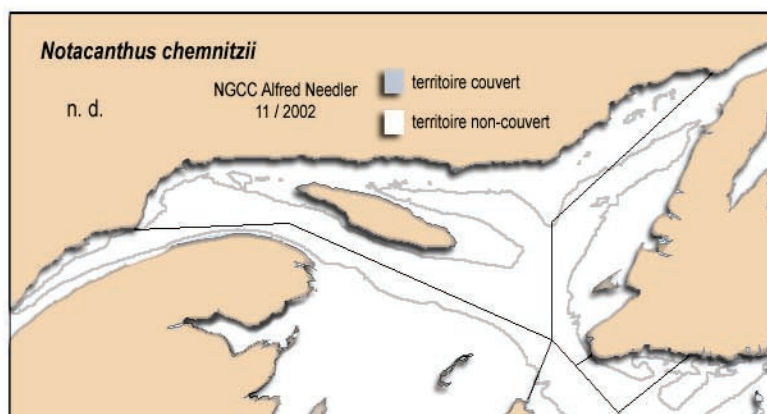 Notacanthus chemnitzii
n. d.
NGCC Alfred Needler
11 / 2002
territoire couvert
territoire non-couvert